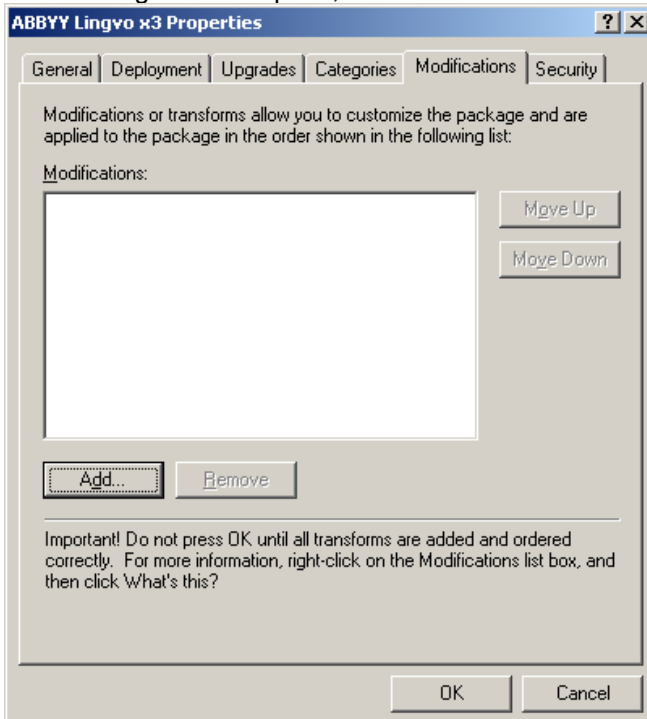 ABBYY Lingvo x3 Properties
General Deployment Upgrades Categories Modifications Security
Modifications or transforms allow you to customize the package and are
applied to the package in the order shown in the following list:
Modifications:
Move Up
Move Down
Add...
Remove
Important! Do not press OK until all transforms are added and ordered
correctly. For more information, right-click on the Modifications list box, and
then click What's this?
OK
Cancel